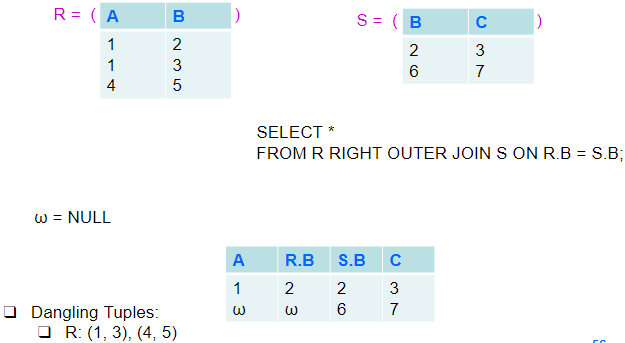 R = ( A B )
1 2
1 3
4 5
S = ( B C )
2 3
6 7
SELECT *
FROM R RIGHT OUTER JOIN S ON R.B = S.B;
ω = NULL
A R.B S.B C
1 2 2 3
ω ω 6 7
❑ Dangling Tuples:
❑ R: (1, 3), (4, 5)